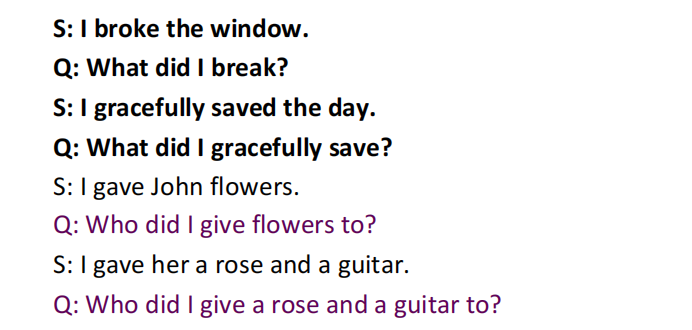 S: I broke the window.
Q: What did I break?
S: I gracefully saved the day.
Q: What did I gracefully save?
S: I gave John flowers.
Q: Who did I give flowers to?
S: I gave her a rose and a guitar.
Q: Who did I give a rose and a guitar to?